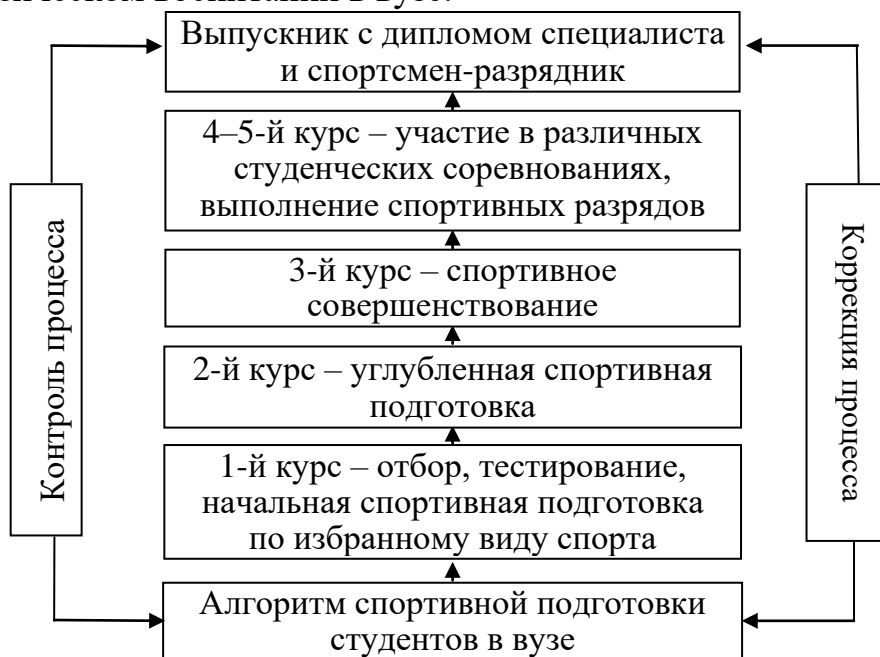 воспитании в вузе.
Выпускник с дипломом специалиста
и спортсмен-разрядник
4–5-й курс – участие в различных
студенческих соревнованиях,
выполнение спортивных разрядов
3-й курс – спортивное
совершенствование
2-й курс – углубленная спортивная
подготовка
1-й курс – отбор, тестирование,
начальная спортивная подготовка
по избранному виду спорта
Алгоритм спортивной подготовки
студентов в вузе
Контроль процесса
Коррекция процесса